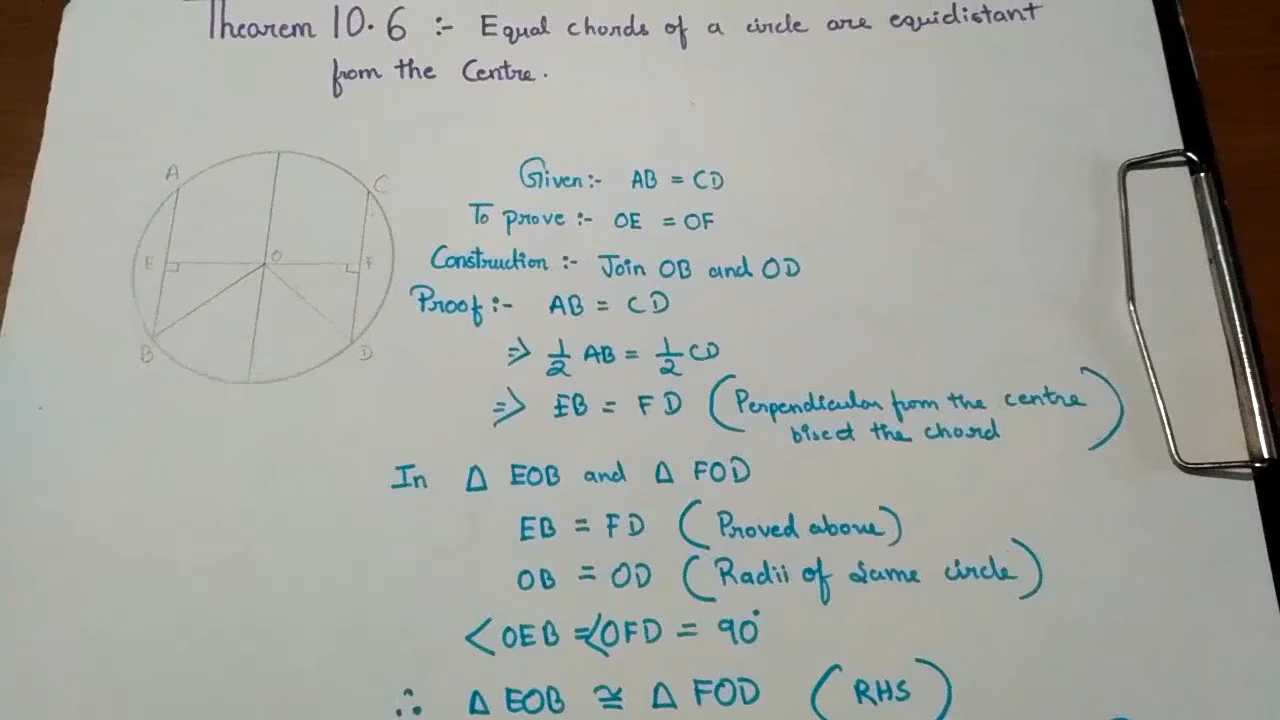 Thearem 10.6 :- Equal chords of a circle are equidistant
from the Centre.
A
C
Given:- AB = CD
To prove :- OE = OF
E
O
F
Construction :- Join OB and OD
Proof :- AB = CD
B
D
⇒ 1/2 AB = 1/2 CD
⇒ EB = FD (Perpendicular from the centre
bisect the chord)
In Δ EOB and Δ FOD
EB = FD (Proved above)
OB = OD (Radii of same circle)
<OEB =<OFD = 90°
∴ Δ EOB ≅ Δ FOD (RHS)